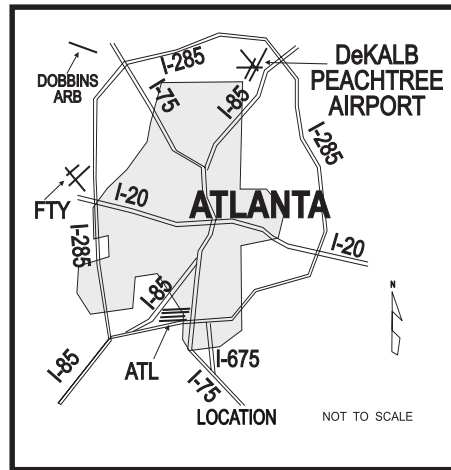 I-285
DeKALB
PEACHTREE
AIRPORT
DOBBINS
ARB
I-75
I-85
I-285
FTY
I-20
ATLANTA
I-285
I-20
I-85
N
I-85
ATL
I-675
I-75
LOCATION
NOT TO SCALE